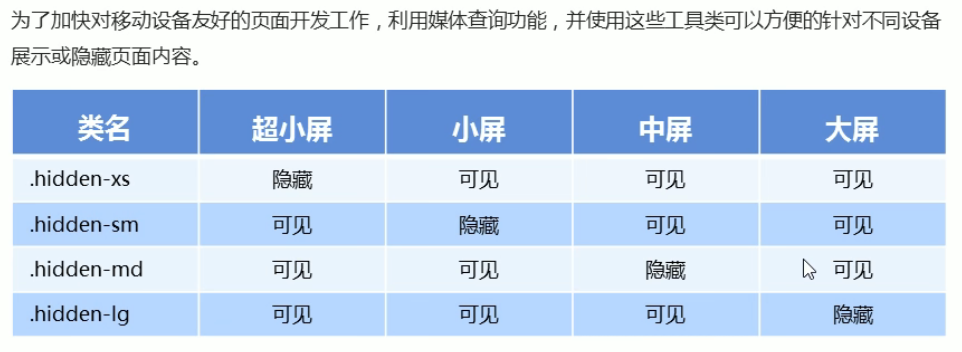 为了加快对移动设备友好的页面开发工作，利用媒体查询功能，并使用这些工具类可以方便的针对不同设备
展示或隐藏页面内容。
类名 超小屏 小屏 中屏 大屏
.hidden-xs 隐藏 可见 可见 可见
.hidden-sm 可见 隐藏 可见 可见
.hidden-md 可见 可见 隐藏 可见
.hidden-lg 可见 可见 可见 隐藏